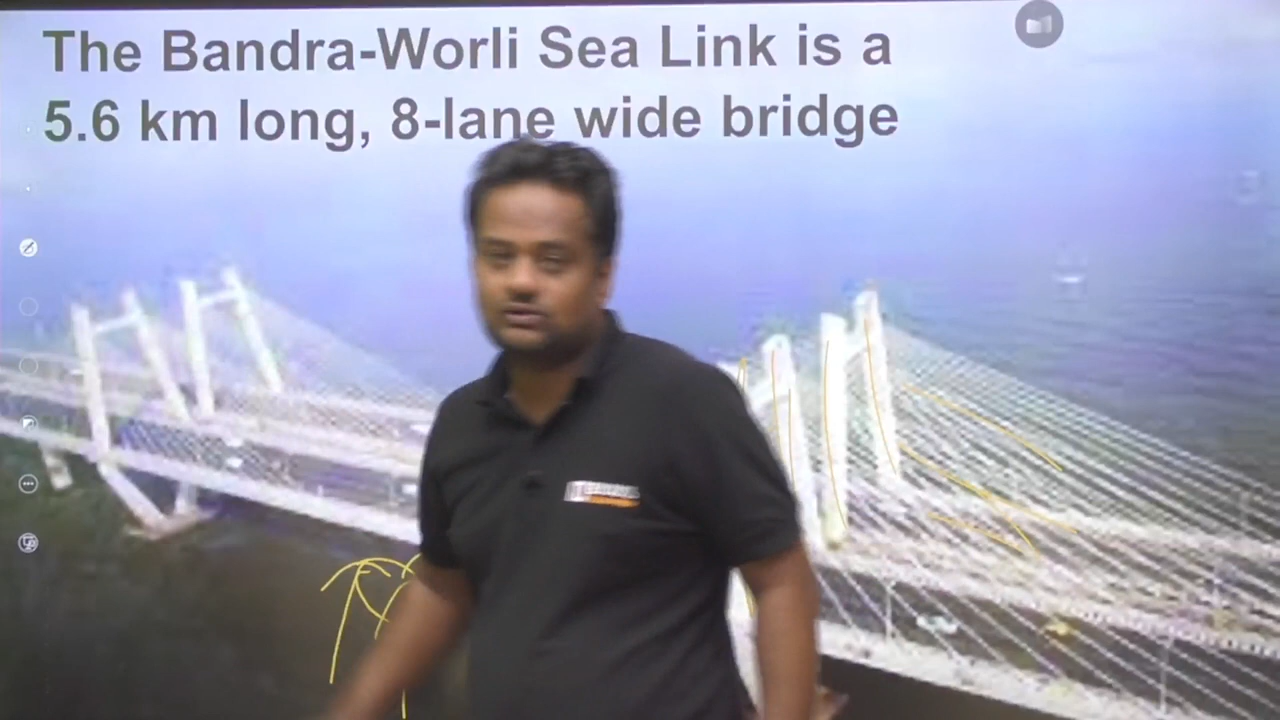 The Bandra-Worli Sea Link is a
5.6 km long, 8-lane wide bridge